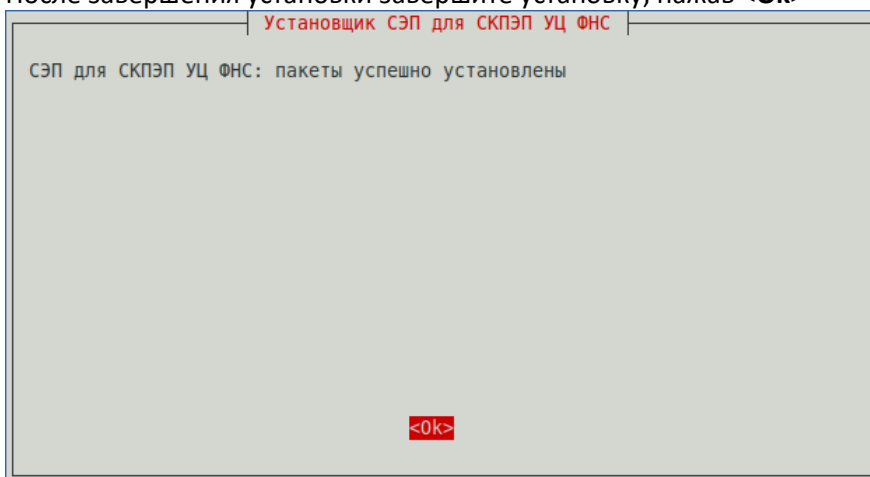 После завершения установки завершите установку, нажав <Ok>
Установщик СЭП для СКПЭП УЦ ФНС
СЭП для СКПЭП УЦ ФНС: пакеты успешно установлены
<Ok>